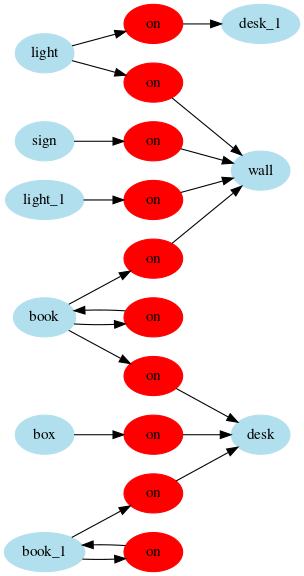 on desk_1
light
on
sign on
wall
light_1 on
on
book on
on
box on desk
on
book_1 on